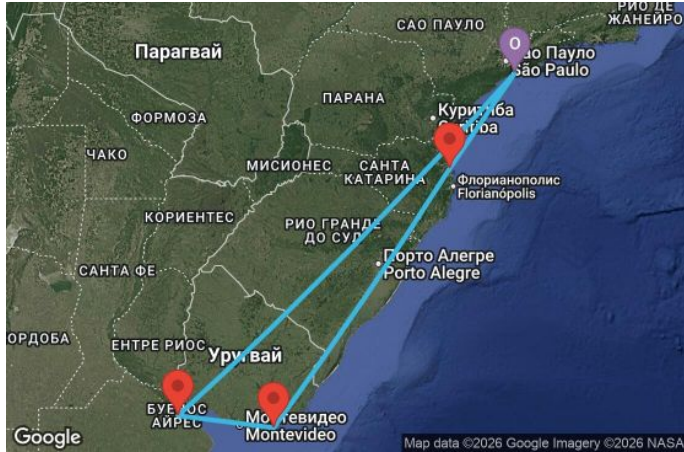 САО ПАУЛО
РИО ДЕ
ЖАНЕЙРО
Парагвай
O
Пауло
São Paulo
ФОРМОЗА
ПАРАНА
Куритиба
ЧАКО
МИСИОНЕС
САНТА
КАТАРИНА
Флорианополис
Florianópolis
КОРИЕНТЕС
РИО ГРАНДЕ
ДО СУЛ
Порто Алегре
Porto Alegre
САНТА ФЕ
ЕНТРЕ РИОС
Уругвай
БУЕНОС
АЙРЕС
Монтевидео
Montevideo
Google
Map data ©2026 Google Imagery ©2026 NASA